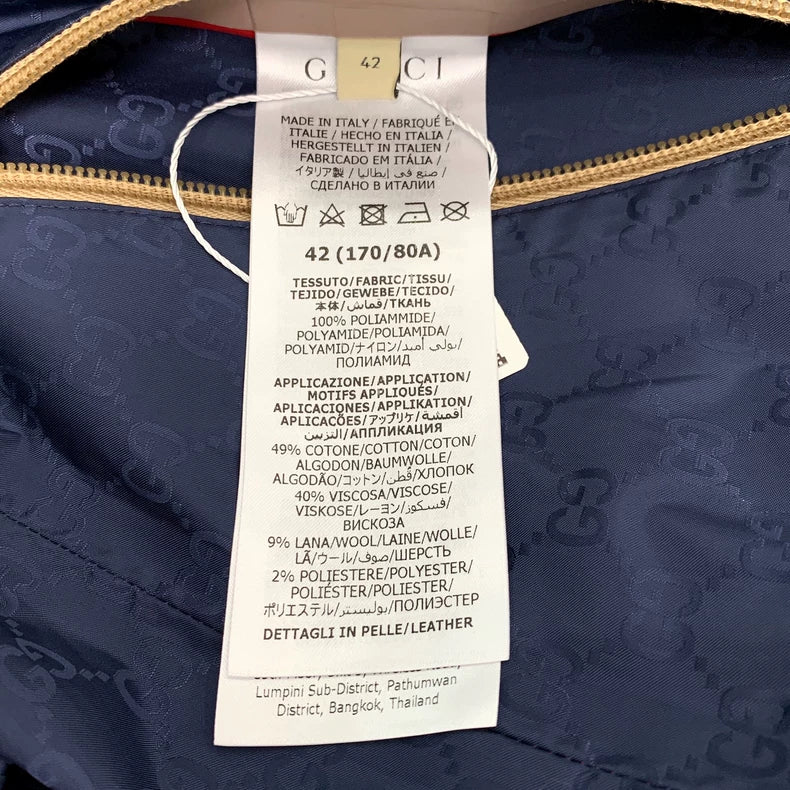 G CI
42
MADE IN ITALY / FABRIQUÉ E
ITALIE / HECHO EN ITALIA /
HERGESTELLT IN ITALIEN /
FABRICADO EM ITÁLIA /
イタリア製 / صنع في إيطاليا /
СДЕЛАНО В ИТАЛИИ
42 (170/80A)
TESSUTO/FABRIC/TISSU/
TEJIDO/GEWEBE/TECIDO/
本体/قماش/ТКАНЬ
100% POLIAMMIDE/
POLYAMIDE/POLIAMIDA/
POLYAMID/ナイロン/بولي أميد/
ПОЛИАМИД
APPLICAZIONE/APPLICATION/
MOTIFS APPLIQUÉS/
APLICACIONES/APPLIKATION/
APLICAÇÕES/アップリケ/أقمشة
التزيين/АППЛИКАЦИЯ
49% COTONE/COTTON/COTON/
ALGODON/BAUMWOLLE/
ALGODÃO/コットン/قطن/ХЛОПОК
40% VISCOSA/VISCOSE/
VISKOSE/レーヨン/فسكوز/
ВИСКОЗА
9% LANA/WOOL/LAINE/WOLLE/
LÃ/ウール/صوف/ШЕРСТЬ
2% POLIESTERE/POLYESTER/
POLIÉSTER/POLIESTER/
ポリエステル/بوليستر/ПОЛИЭСТЕР
DETTAGLI IN PELLE/LEATHER
Lumpini Sub-District, Pathumwan
District, Bangkok, Thailand